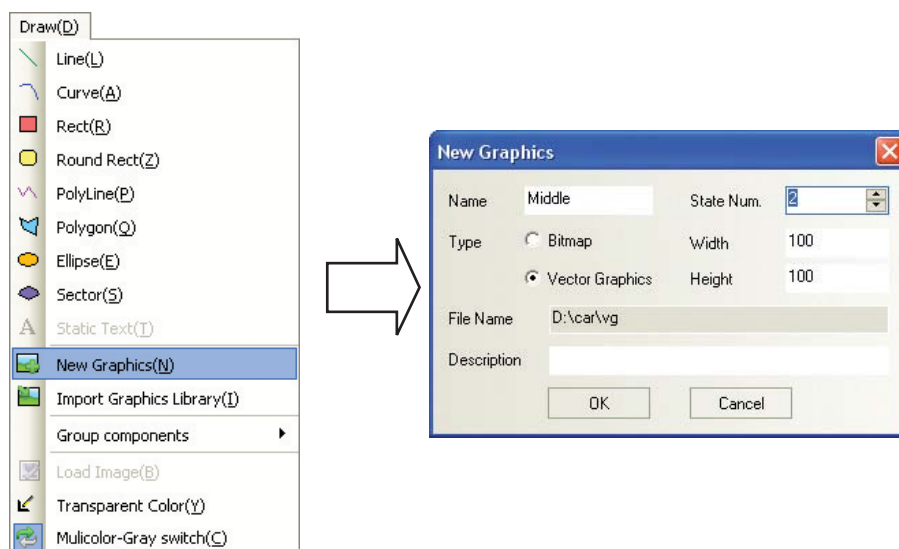 Draw(D)
Line(L)
Curve(A)
Rect(R)
Round Rect(Z)
PolyLine(P)
Polygon(Q)
Ellipse(E)
Sector(S)
A Static Text(T)
New Graphics(N)
Import Graphics Library(I)
Group components
Load Image(B)
Transparent Color(Y)
Mulicolor-Gray switch(C)
New Graphics
Name Middle State Num. 2
Type Bitmap Width 100
Vector Graphics Height 100
File Name D:\car\vg
Description
OK Cancel